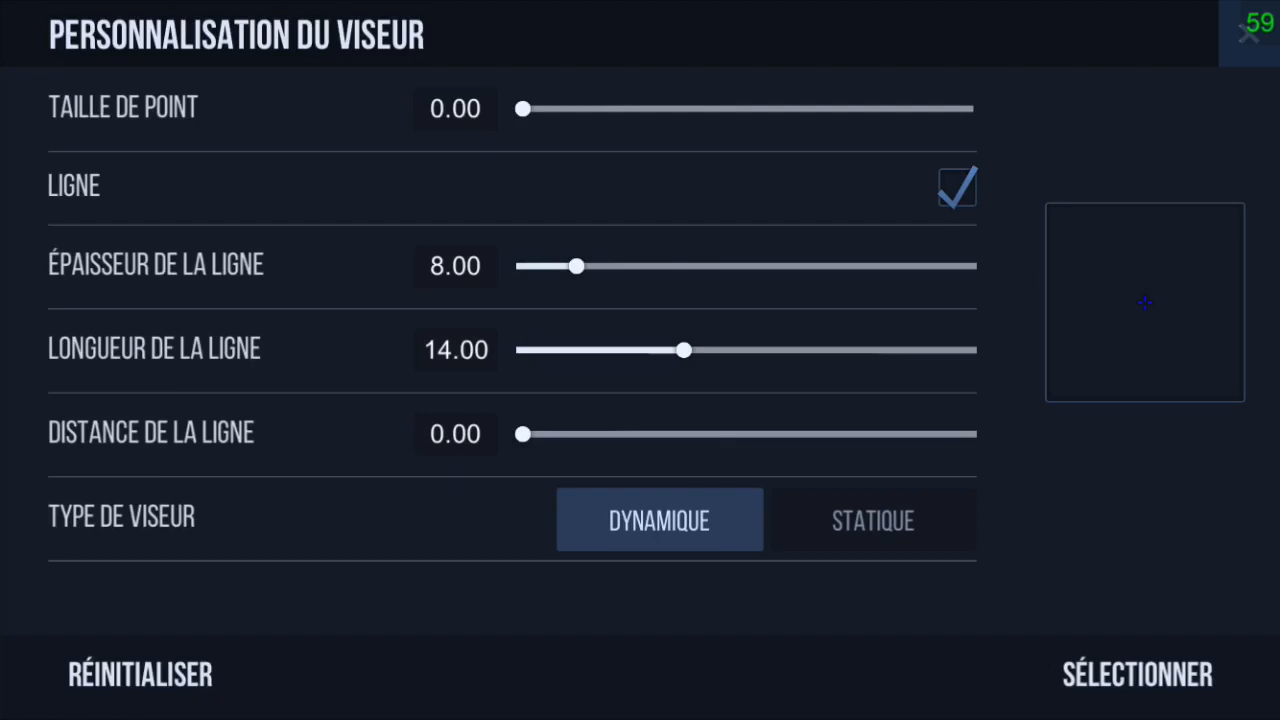 PERSONNALISATION DU VISEUR
59
TAILLE DE POINT 0.00
LIGNE
ÉPAISSEUR DE LA LIGNE 8.00
LONGUEUR DE LA LIGNE 14.00
DISTANCE DE LA LIGNE 0.00
TYPE DE VISEUR DYNAMIQUE STATIQUE
RÉINITIALISER SÉLECTIONNER